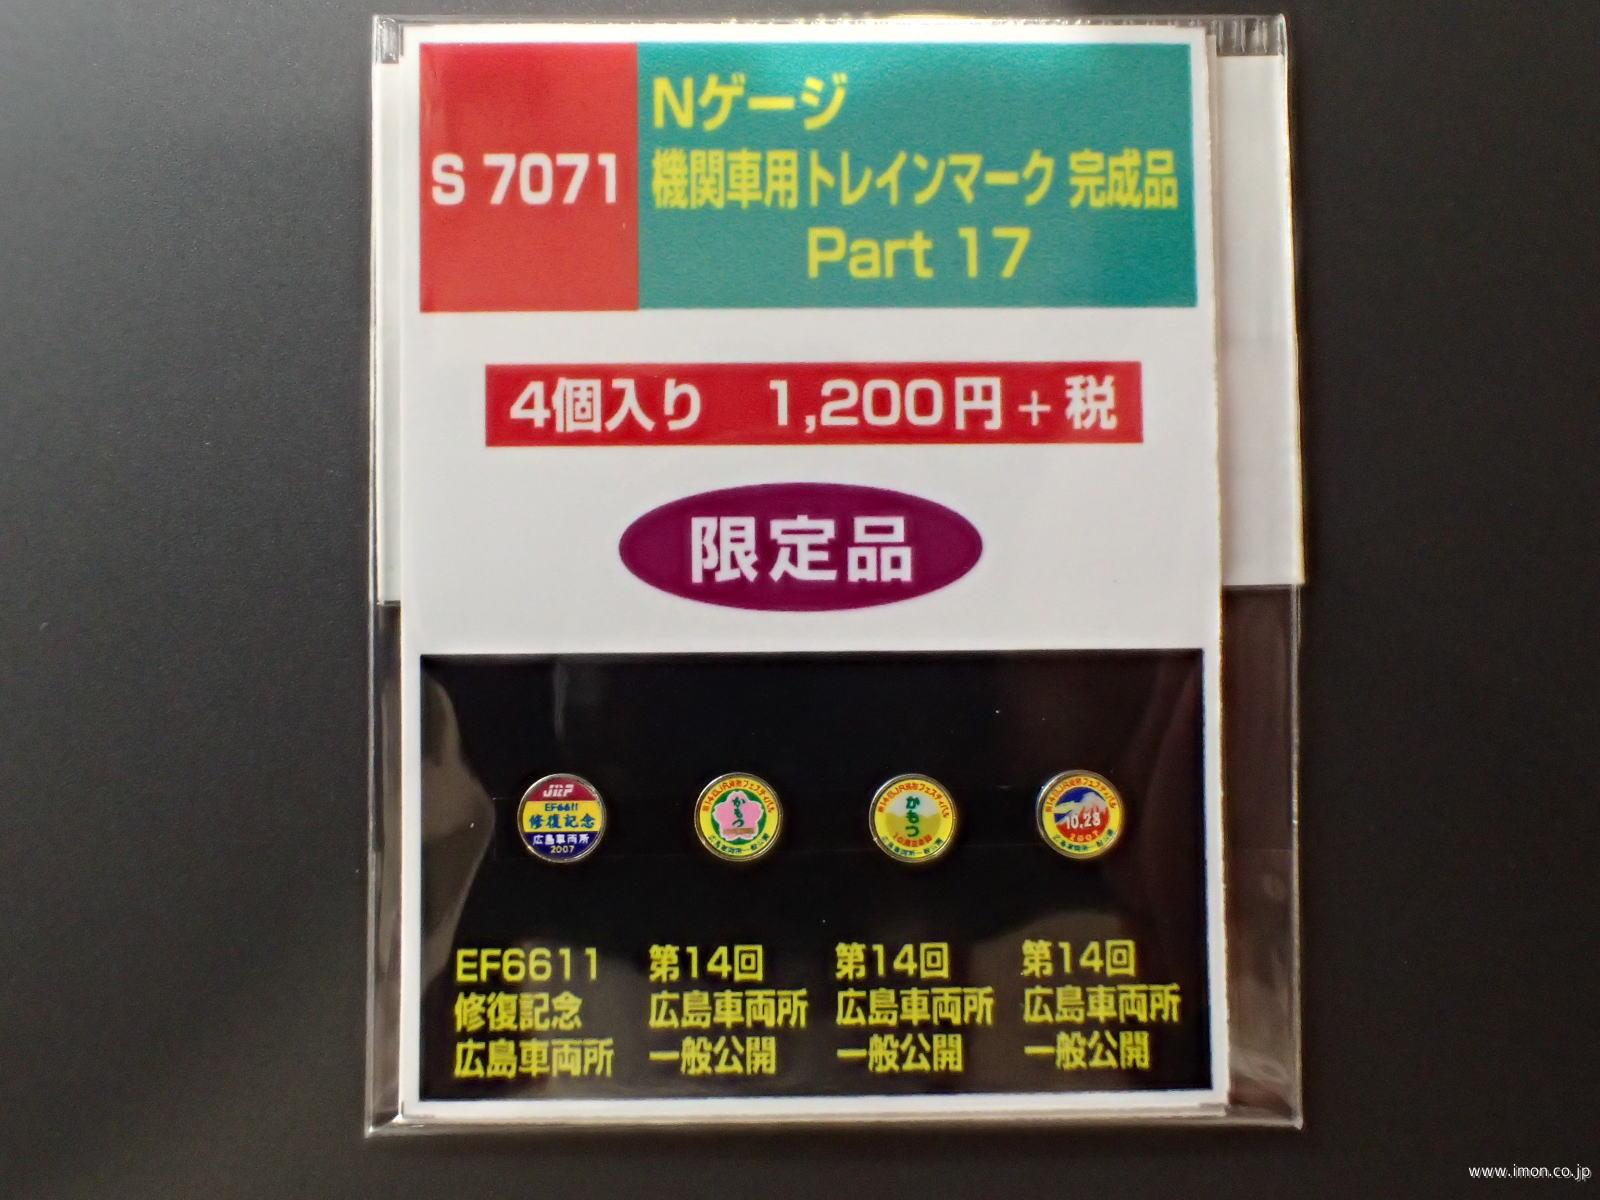 S 7071
Nゲージ
機関車用トレインマーク 完成品
Part 17
4個入り 1,200円 + 税
限定品
JRF
EF6611
修復記念
広島車両所
2007
かもつ
かもつ
10.28
2007
EF6611
修復記念
広島車両所
第14回
広島車両所
一般公開
第14回
広島車両所
一般公開
第14回
広島車両所
一般公開
www.imon.co.jp